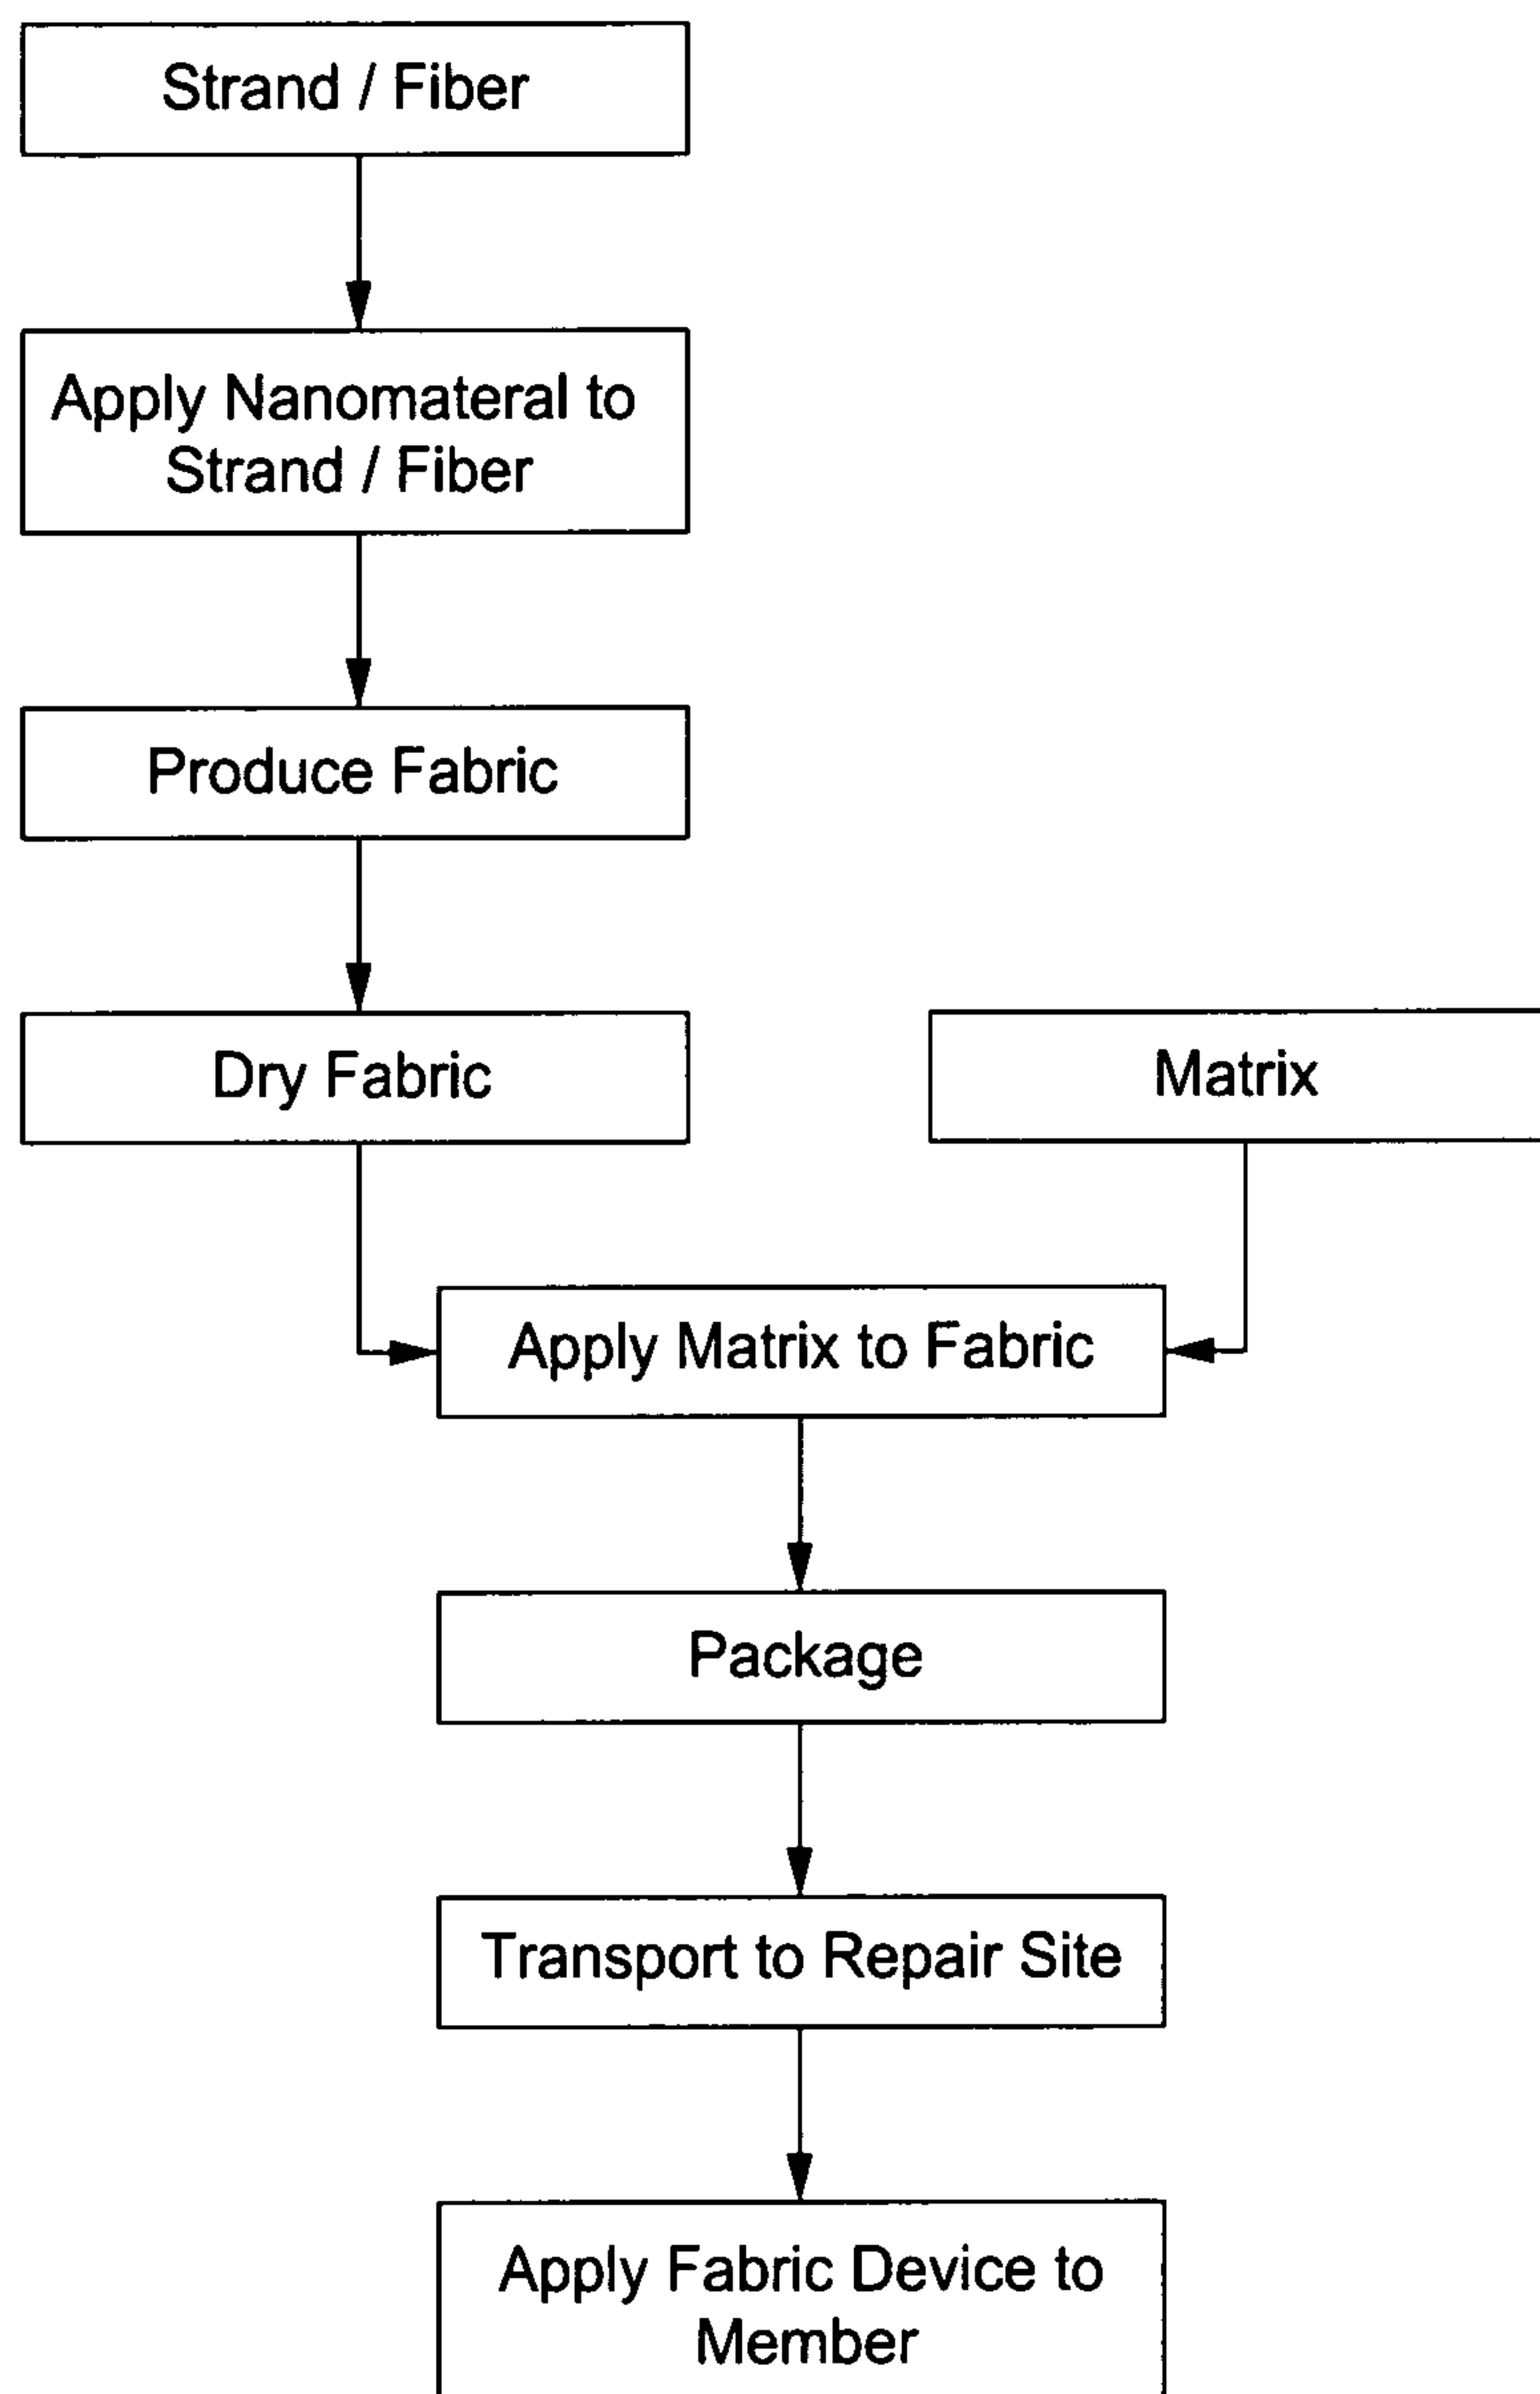 Strand / Fiber
Apply Nanomateral to
Strand / Fiber
Produce Fabric
Dry Fabric
Matrix
Apply Matrix to Fabric
Package
Transport to Repair Site
Apply Fabric Device to
Member